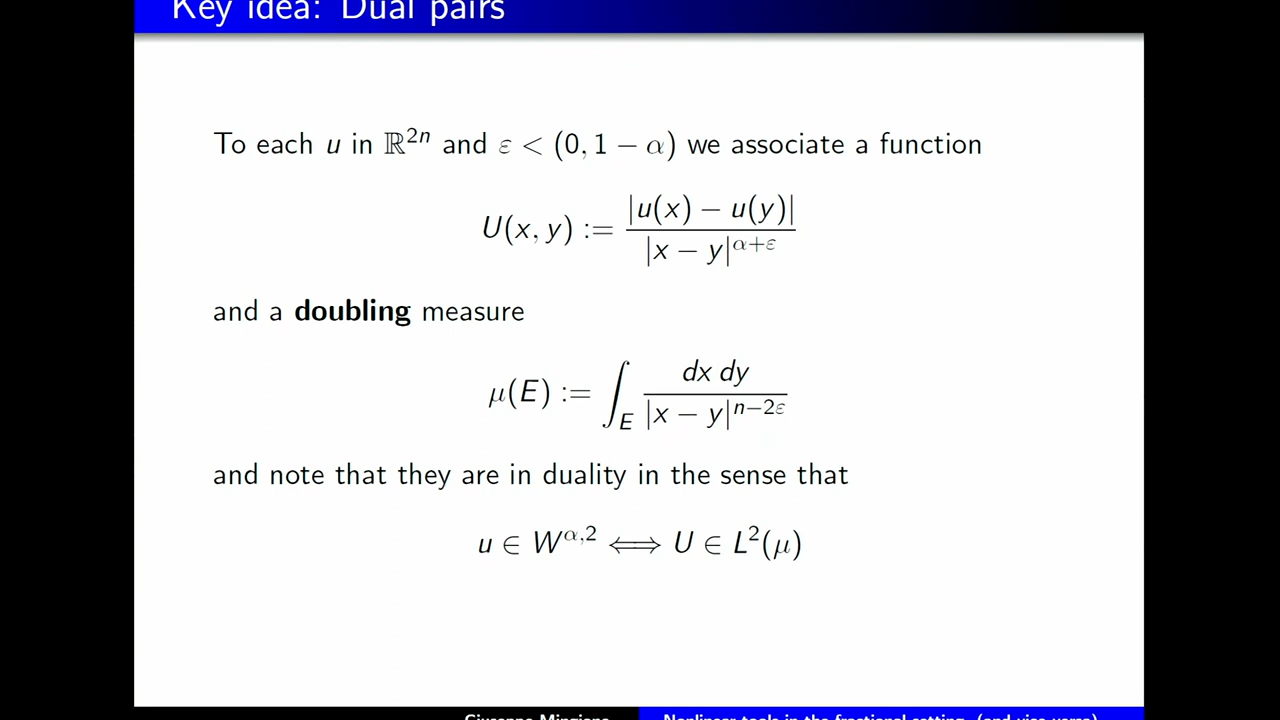 Key idea: Dual pairs
To each u in ℝ²ⁿ and ε < (0, 1 − α) we associate a function
U(x, y) := |u(x) − u(y)| / |x − y|^{α+ε}
and a doubling measure
μ(E) := ∫_E dx dy / |x − y|^{n−2ε}
and note that they are in duality in the sense that
u ∈ W^{α,2} ⟺ U ∈ L²(μ)
Giuseppe Mingione Nonlinear tools in the fractional setting (and vice versa)